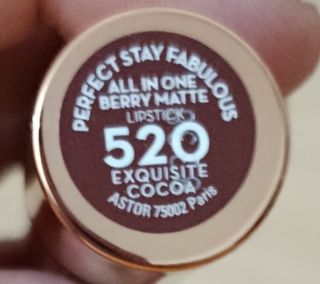 PERFECT STAY FABULOUS
ALL IN ONE
BERRY MATTE
LIPSTICK
520
EXQUISITE
COCOA
ASTOR 75002 Paris